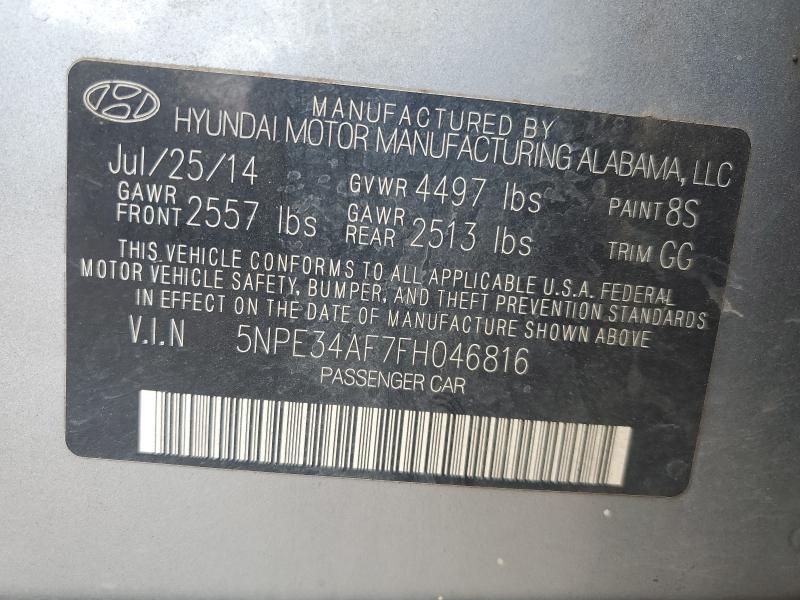 MANUFACTURED BY
HYUNDAI MOTOR MANUFACTURING ALABAMA, LLC
Jul/25/14 GVWR 4497 lbs PAINT 8S
GAWR FRONT 2557 lbs GAWR REAR 2513 lbs TRIM GG
THIS VEHICLE CONFORMS TO ALL APPLICABLE U.S.A. FEDERAL
MOTOR VEHICLE SAFETY, BUMPER, AND THEFT PREVENTION STANDARDS
IN EFFECT ON THE DATE OF MANUFACTURE SHOWN ABOVE
V.I.N 5NPE34AF7FH046816
PASSENGER CAR